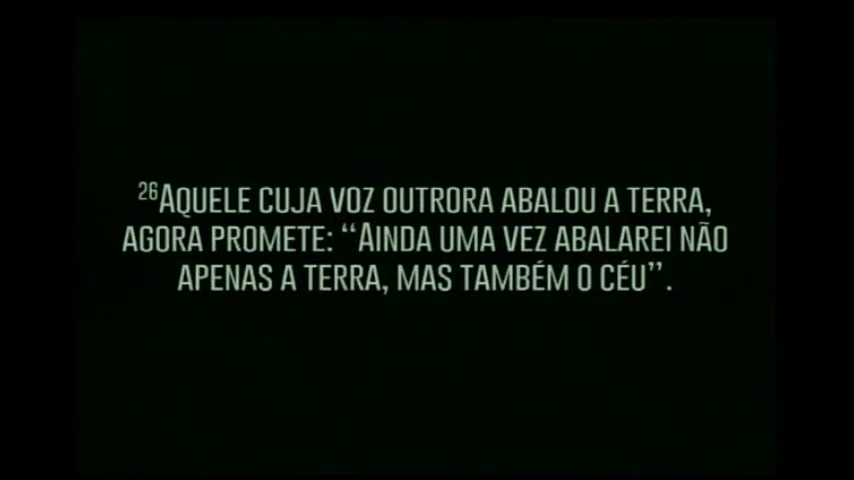 ²⁶Aquele cuja voz outrora abalou a terra,
agora promete: “Ainda uma vez abalarei não
apenas a terra, mas também o céu”.